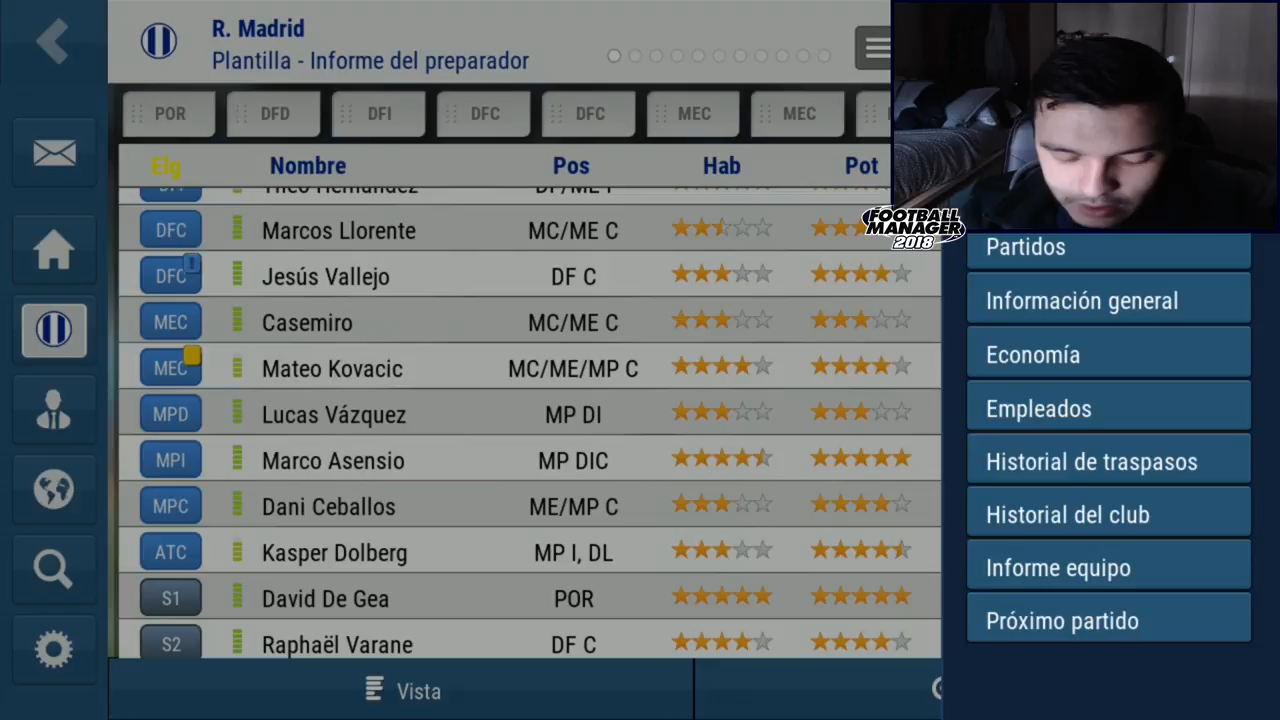 R. Madrid
Plantilla - Informe del preparador
POR DFD DFI DFC DFC MEC MEC
Elg Nombre Pos Hab Pot
Theo Hernández DF/ME I
DFC Marcos Llorente MC/ME C
DFC Jesús Vallejo DF C
MEC Casemiro MC/ME C
MEC Mateo Kovacic MC/ME/MP C
MPD Lucas Vázquez MP DI
MPI Marco Asensio MP DIC
MPC Dani Ceballos ME/MP C
ATC Kasper Dolberg MP I, DL
S1 David De Gea POR
S2 Raphaël Varane DF C
Vista
FOOTBALL
MANAGER
2018
Partidos
Información general
Economía
Empleados
Historial de traspasos
Historial del club
Informe equipo
Próximo partido